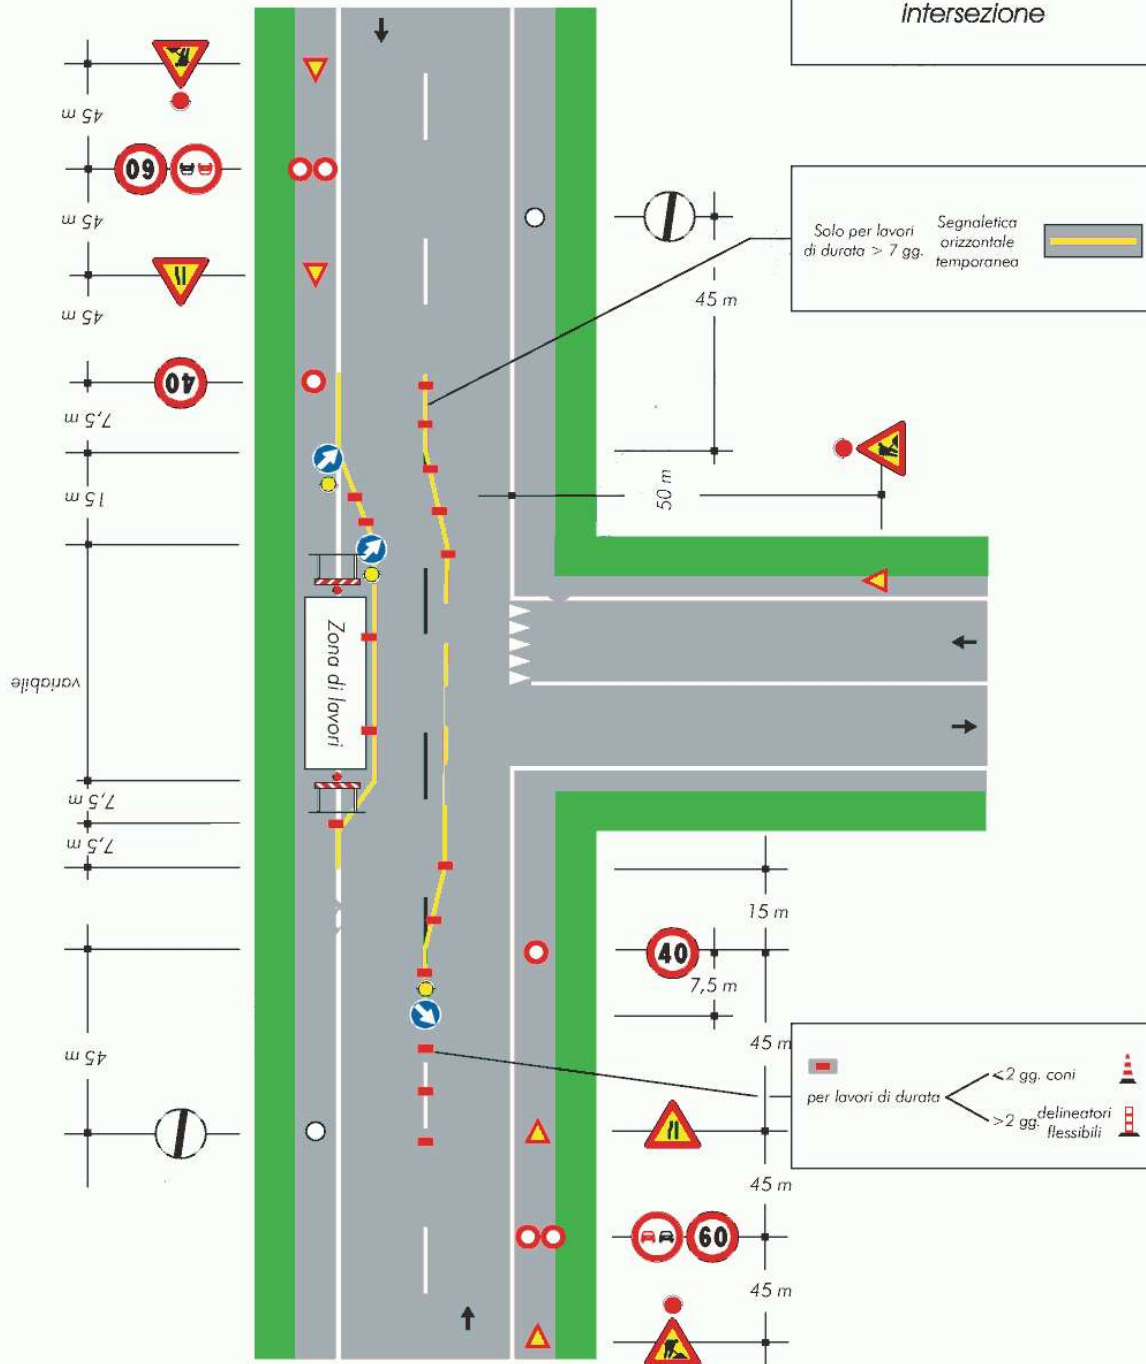 intersezione
45 m
60
45 m
45 m
40
7,5 m
15 m
variabile
7,5 m
7,5 m
45 m
Zona di lavori
Solo per lavori
di durata > 7 gg.
Segnaletica
orizzontale
temporanea
45 m
50 m
15 m
40
7,5 m
45 m
per lavori di durata
<2 gg. coni
>2 gg. delineatori
flessibili
45 m
60
45 m